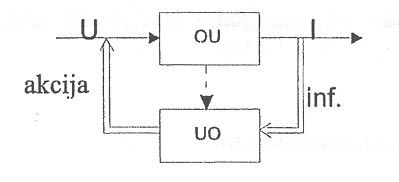 U OU I
akcija inf.
UO